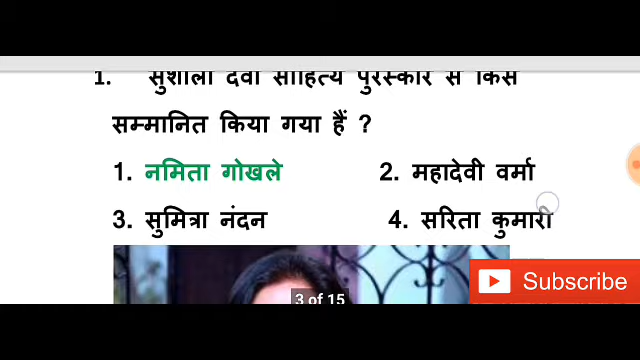 1. सुशीला देवी साहित्य पुरस्कार से किसे
सम्मानित किया गया हैं ?
1. नमिता गोखले 2. महादेवी वर्मा
3. सुमित्रा नंदन 4. सरिता कुमारी
3 of 15
Subscribe